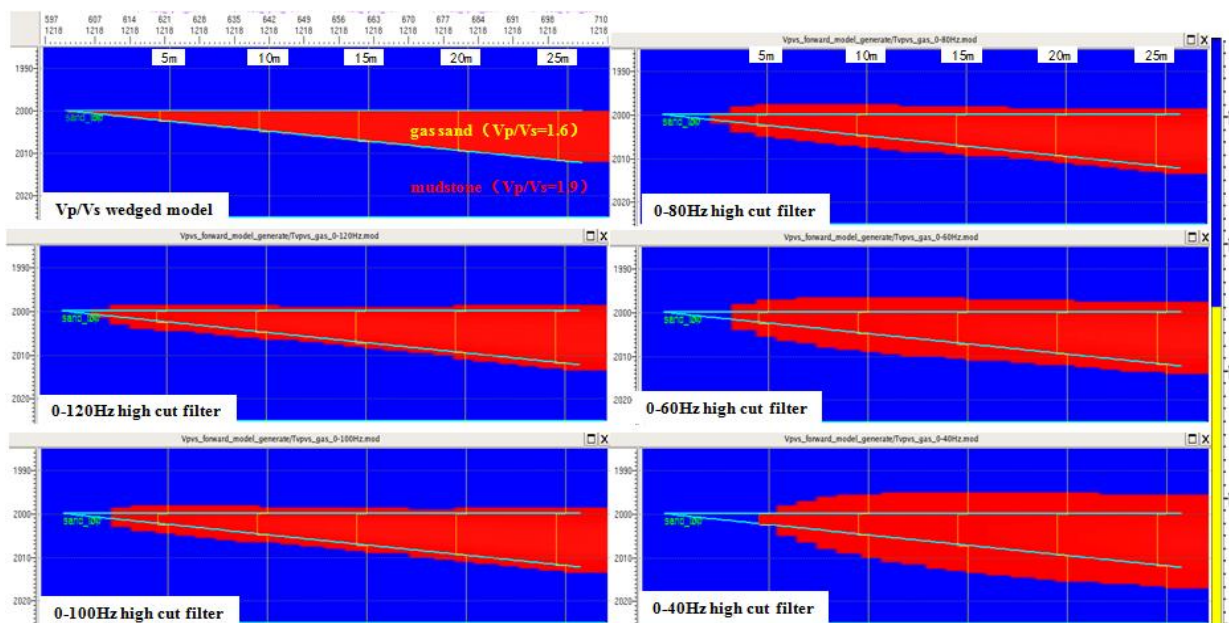 597 607 614 621 628 635 642 649 656 663 670 677 684 691 698 710
1218 1218 1218 1218 1218 1218 1218 1218 1218 1218 1218 1218 1218 1218 1218 1218
5m 10m 15m 20m 25m
1990
2000
2010
2020
gas sand（Vp/Vs=1.6）
mudstone（Vp/Vs=1.9）
Vp/Vs wedged model
Vpvs_forward_model_generate/Tvpvs_gas_0-80Hz.mod
5m 10m 15m 20m 25m
1990
2000
2010
2020
0-80Hz high cut filter
Vpvs_forward_model_generate/Tvpvs_gas_0-120Hz.mod
1990
2000
2010
2020
0-120Hz high cut filter
Vpvs_forward_model_generate/Tvpvs_gas_0-60Hz.mod
1990
2000
2010
2020
0-60Hz high cut filter
Vpvs_forward_model_generate/Tvpvs_gas_0-100Hz.mod
1990
2000
2010
2020
0-100Hz high cut filter
Vpvs_forward_model_generate/Tvpvs_gas_0-40Hz.mod
1990
2000
2010
2020
0-40Hz high cut filter